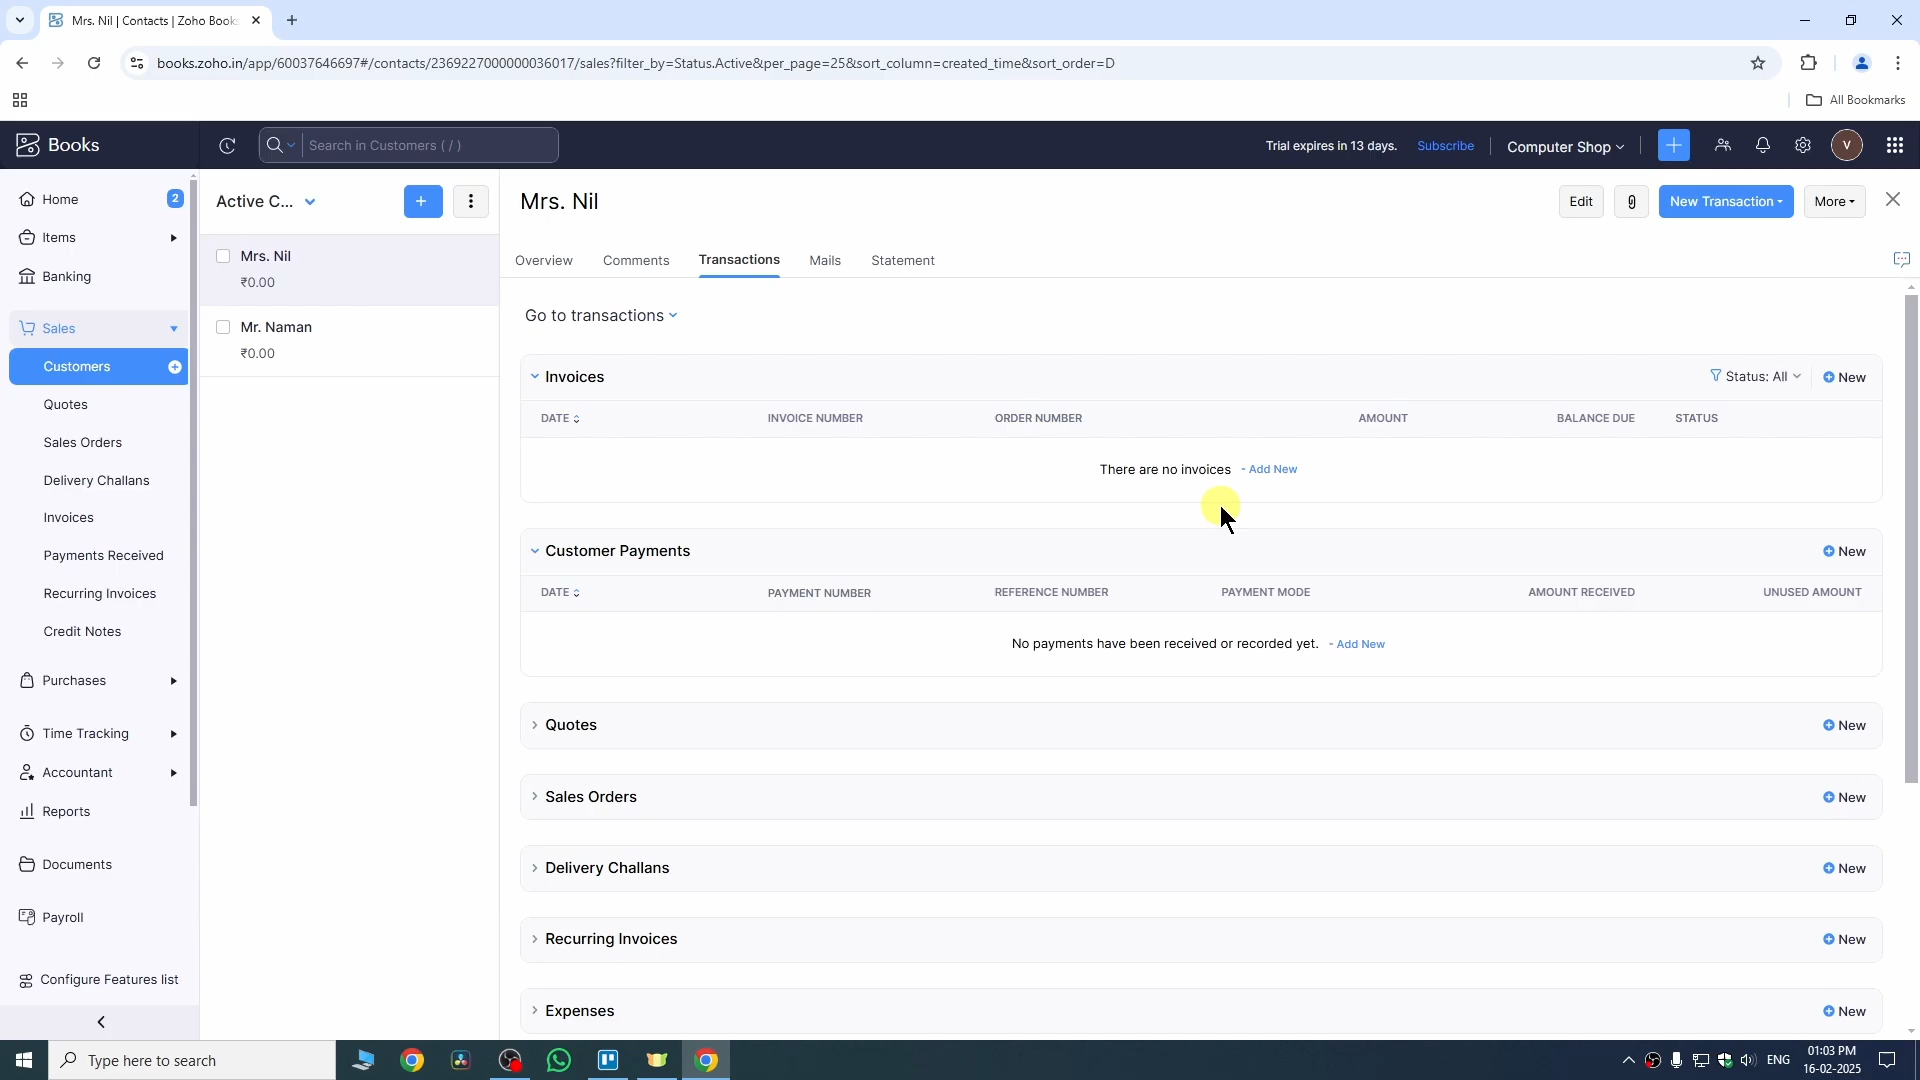 Mrs. Nil | Contacts | Zoho Books
books.zoho.in/app/60037646697#/contacts/2369227000000036017/sales?filter_by=Status.Active&per_page=25&sort_column=created_time&sort_order=D
All Bookmarks
Books
Search in Customers ( / )
Trial expires in 13 days.
Subscribe
Computer Shop
V
Home
2
Items
Banking
Sales
Customers
Quotes
Sales Orders
Delivery Challans
Invoices
Payments Received
Recurring Invoices
Credit Notes
Purchases
Time Tracking
Accountant
Reports
Documents
Payroll
Configure Features list
Active C...
Mrs. Nil
₹0.00
Mr. Naman
₹0.00
Mrs. Nil
Edit
New Transaction
More
Overview
Comments
Transactions
Mails
Statement
Go to transactions
Invoices
Status: All
New
DATE
INVOICE NUMBER
ORDER NUMBER
AMOUNT
BALANCE DUE
STATUS
There are no invoices - Add New
Customer Payments
New
DATE
PAYMENT NUMBER
REFERENCE NUMBER
PAYMENT MODE
AMOUNT RECEIVED
UNUSED AMOUNT
No payments have been received or recorded yet. - Add New
Quotes
New
Sales Orders
New
Delivery Challans
New
Recurring Invoices
New
Expenses
New
Type here to search
ENG
01:03 PM
16-02-2025